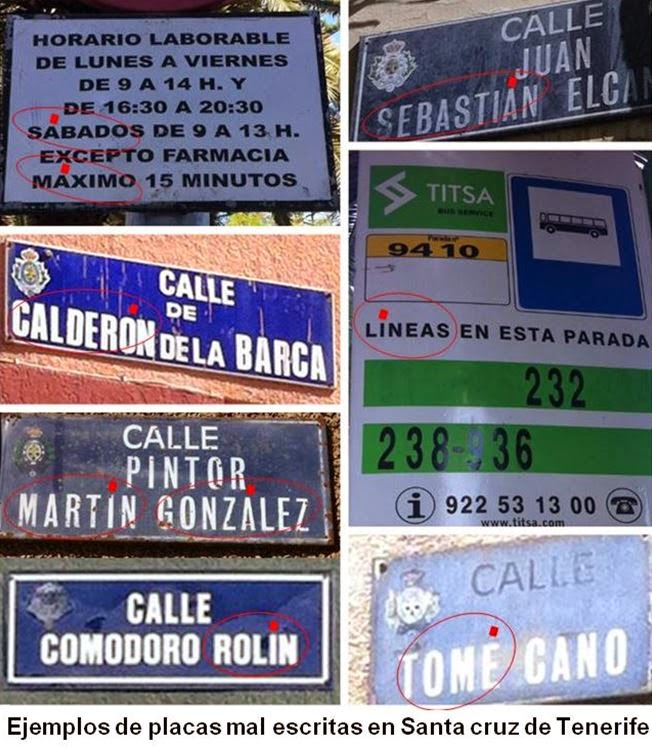 HORARIO LABORABLE
DE LUNES A VIERNES
DE 9 A 14 H. Y
DE 16:30 A 20:30
SABADOS DE 9 A 13 H.
EXCEPTO FARMACIA
MAXIMO 15 MINUTOS
CALLE
JUAN
SEBASTIAN ELCAN
CALLE
DE
CALDERON DE LA BARCA
TITSA
BUS SERVICE
Parada nº
9410
LINEAS EN ESTA PARADA
232
238-936
i 922 53 13 00
www.titsa.com
CALLE
PINTOR
MARTIN GONZALEZ
CALLE
COMODORO ROLIN
CALLE
TOME CANO
Ejemplos de placas mal escritas en Santa cruz de Tenerife